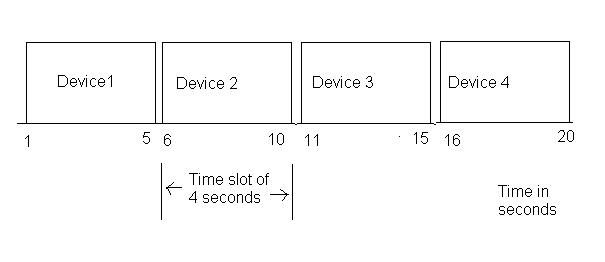 Device1
Device 2
Device 3
Device 4
1
5
6
10
11
15
16
20
Time slot of
4 seconds
Time in
seconds